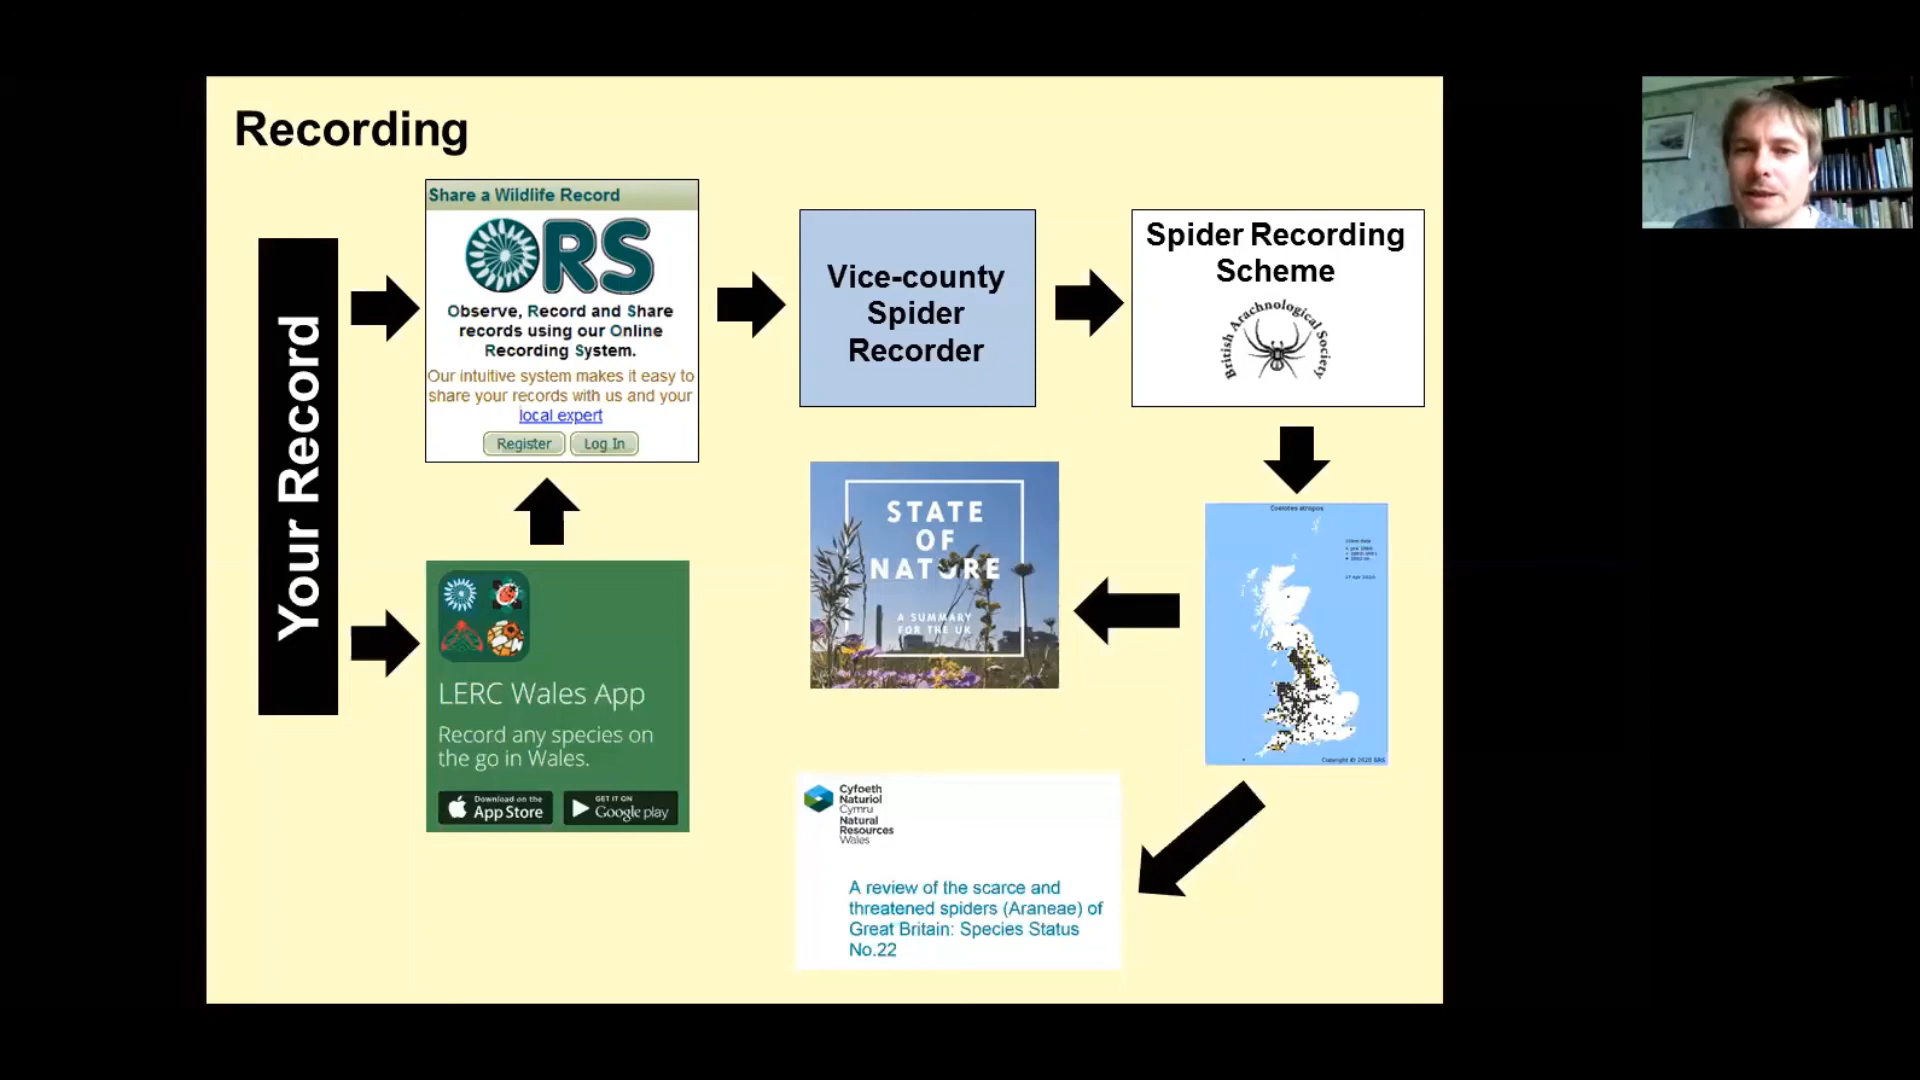 Recording
Your Record
Share a Wildlife Record
ORS
Observe, Record and Share
records using our Online
Recording System.
Our intuitive system makes it easy to
share your records with us and your
local expert
Register
Log In
LERC Wales App
Record any species on
the go in Wales.
Download on the
App Store
GET IT ON
Google play
Vice-county
Spider
Recorder
Spider Recording
Scheme
British Arachnological Society
Coelotes atropos
Copyright © 2020 SRS
STATE
OF
NATURE
A SUMMARY
FOR THE UK
Cyfoeth
Naturiol
Cymru
Natural
Resources
Wales
A review of the scarce and
threatened spiders (Araneae) of
Great Britain: Species Status
No.22